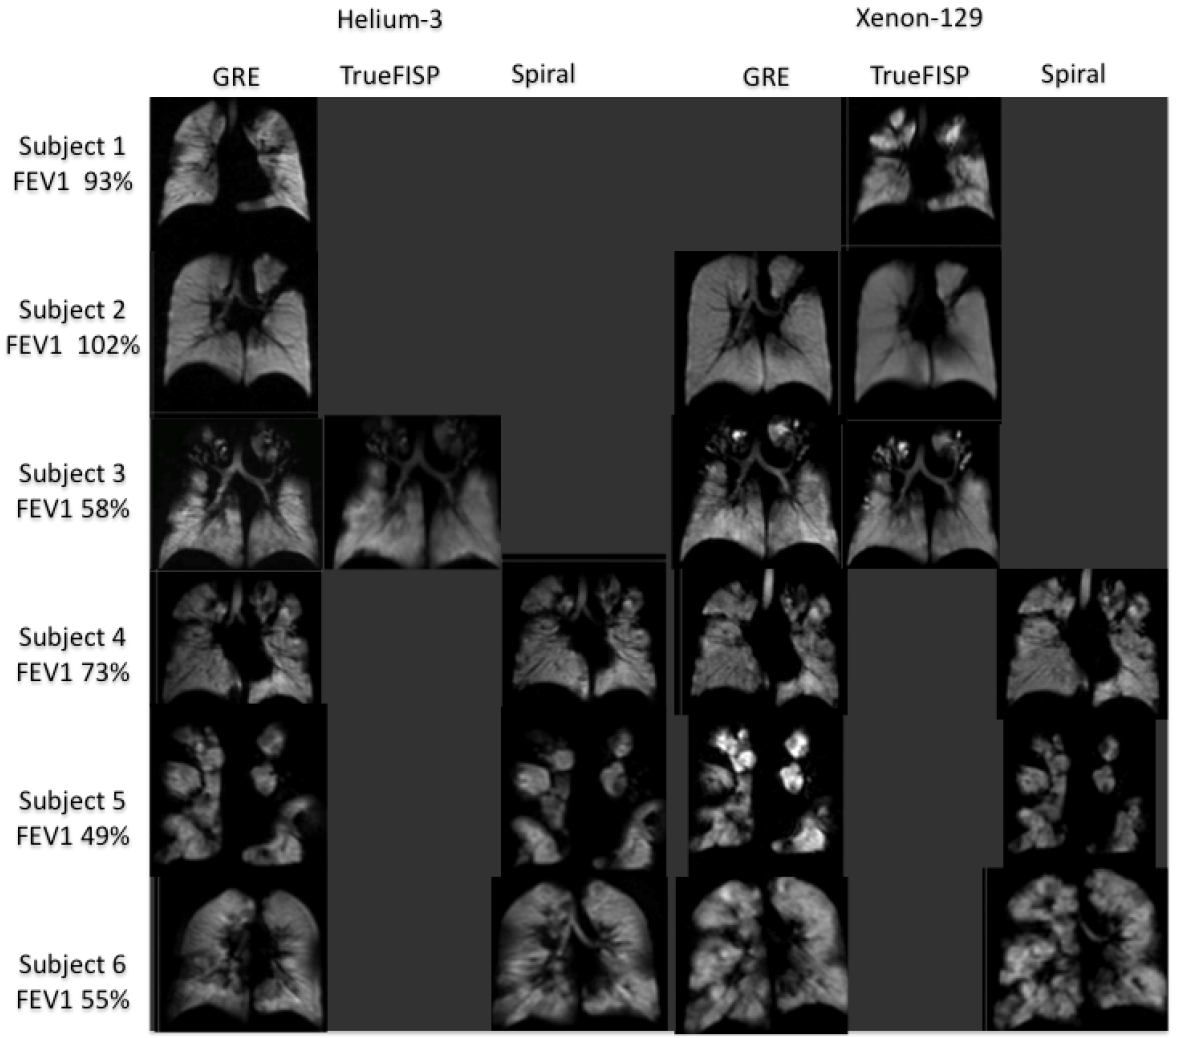 Helium-3 Xenon-129
GRE TrueFISP Spiral GRE TrueFISP Spiral
Subject 1
FEV1 93%
Subject 2
FEV1 102%
Subject 3
FEV1 58%
Subject 4
FEV1 73%
Subject 5
FEV1 49%
Subject 6
FEV1 55%